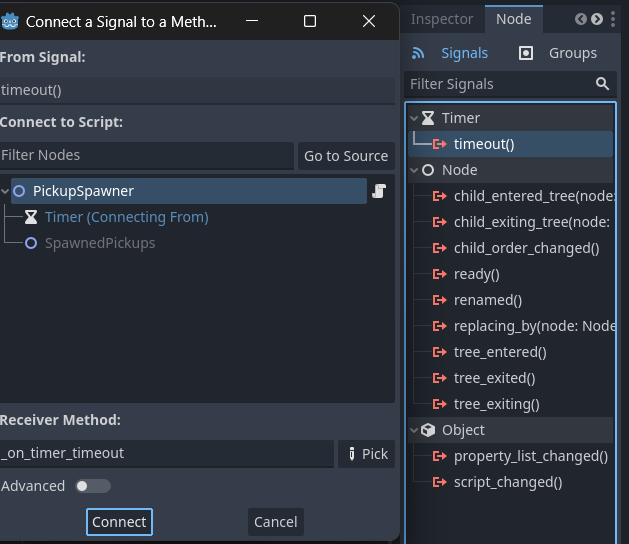 Connect a Signal to a Meth...
From Signal:
timeout()
Connect to Script:
Filter Nodes
Go to Source
PickupSpawner
Timer (Connecting From)
SpawnedPickups
Receiver Method:
_on_timer_timeout
Pick
Advanced
Connect
Cancel
Inspector
Node
Signals
Groups
Filter Signals
Timer
timeout()
Node
child_entered_tree(node:
child_exiting_tree(node:
child_order_changed()
ready()
renamed()
replacing_by(node: Node
tree_entered()
tree_exited()
tree_exiting()
Object
property_list_changed()
script_changed()